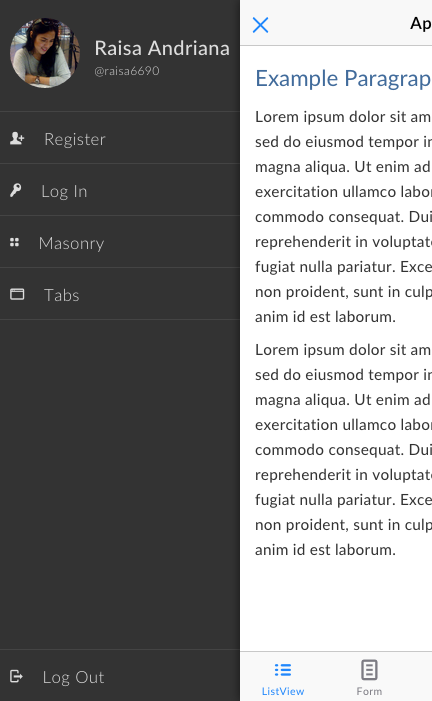 Raisa Andriana
@raisa6690
Register
Log In
Masonry
Tabs
Log Out
Ap
Example Paragrap
Lorem ipsum dolor sit am
sed do eiusmod tempor in
magna aliqua. Ut enim ad
exercitation ullamco labor
commodo consequat. Dui
reprehenderit in voluptate
fugiat nulla pariatur. Exce
non proident, sunt in culp
anim id est laborum.
Lorem ipsum dolor sit am
sed do eiusmod tempor in
magna aliqua. Ut enim ad
exercitation ullamco labor
commodo consequat. Dui
reprehenderit in voluptate
fugiat nulla pariatur. Exce
non proident, sunt in culp
anim id est laborum.
ListView
Form